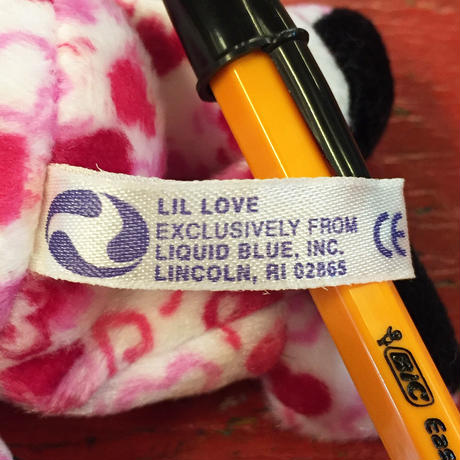 LIL LOVE
EXCLUSIVELY FROM
LIQUID BLUE, INC.
LINCOLN, RI 02865
CE
BIC